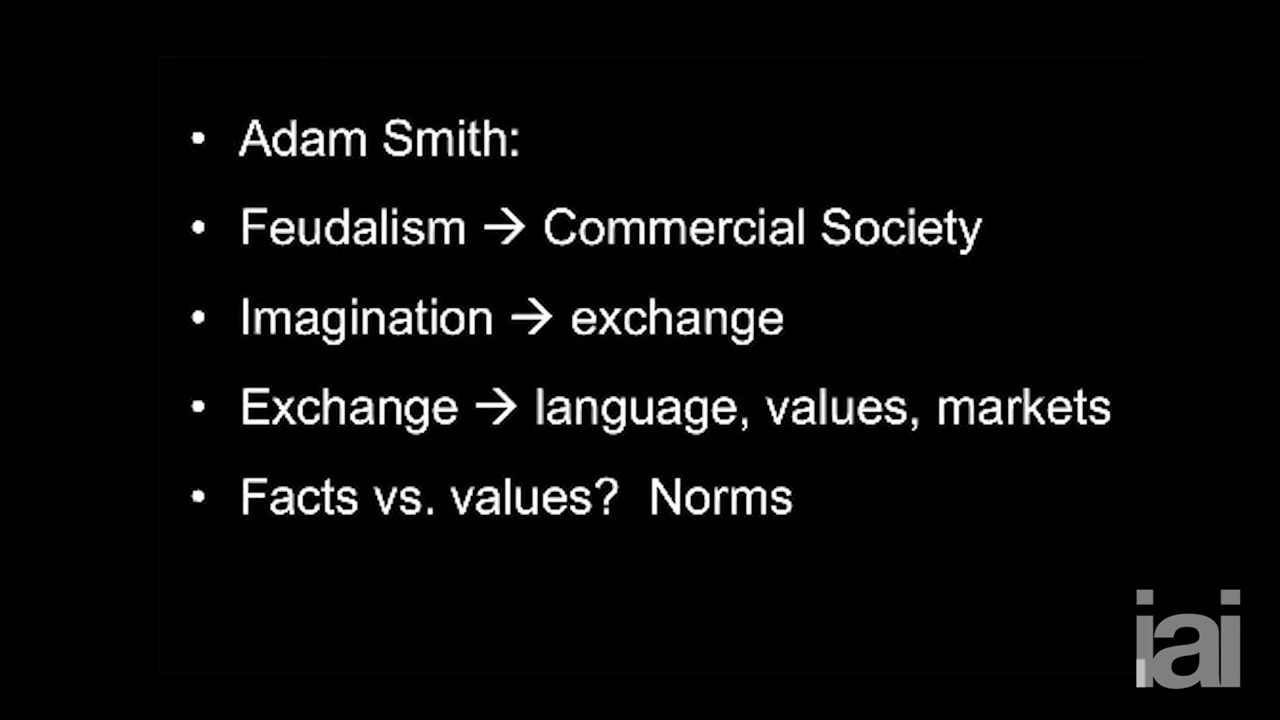 • Adam Smith:
• Feudalism → Commercial Society
• Imagination → exchange
• Exchange → language, values, markets
• Facts vs. values?  Norms
iai